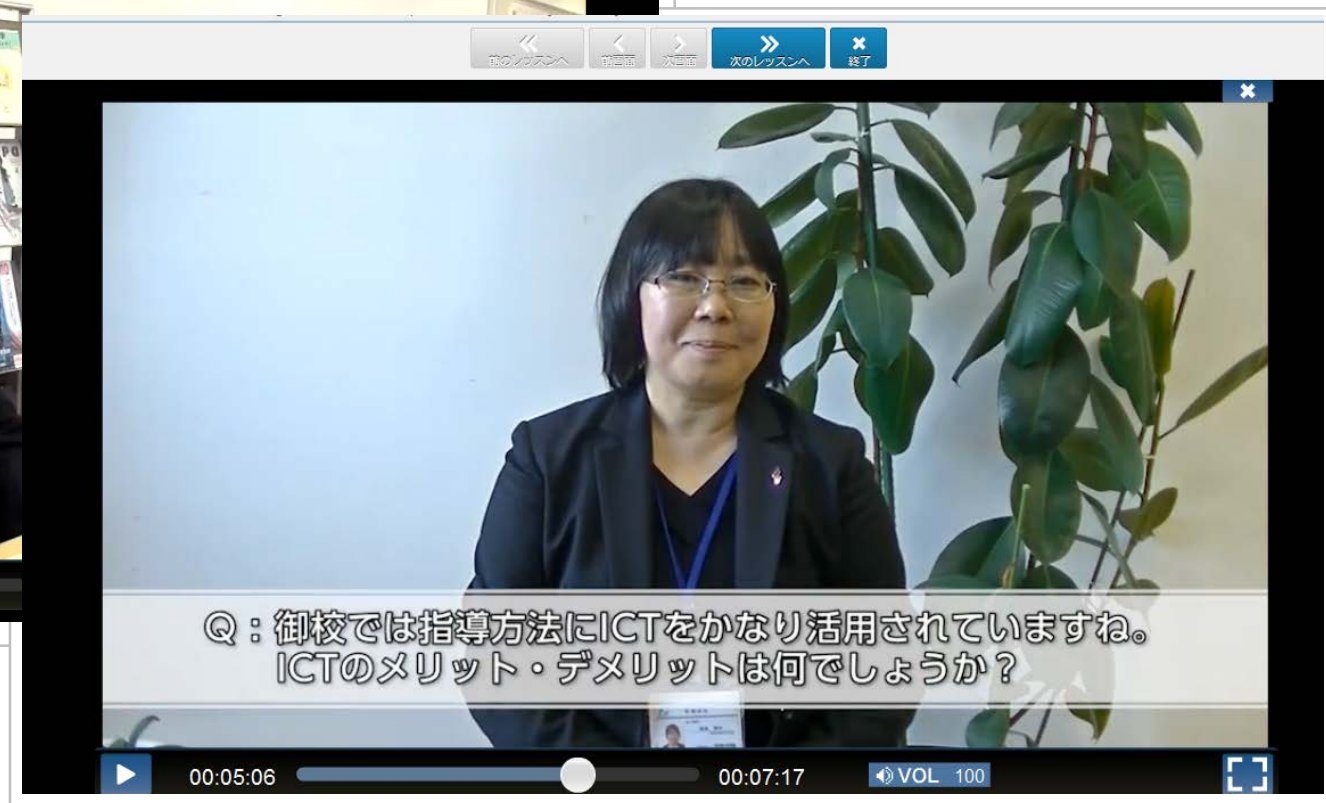 前のレッスンへ
前画面
次画面
次のレッスンへ
終了
Q：御校では指導方法にICTをかなり活用されていますね。
ICTのメリット・デメリットは何でしょうか？
00:05:06
00:07:17
VOL 100